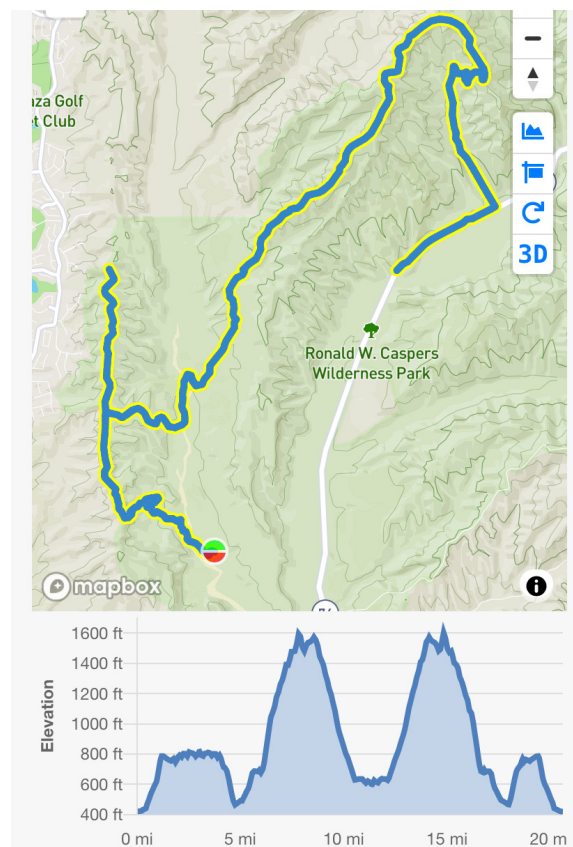 aza Golf
et Club
3D
Ronald W. Caspers
Wilderness Park
mapbox
i
1600 ft
1400 ft
1200 ft
1000 ft
800 ft
600 ft
400 ft
Elevation
0 mi
5 mi
10 mi
15 mi
20 m